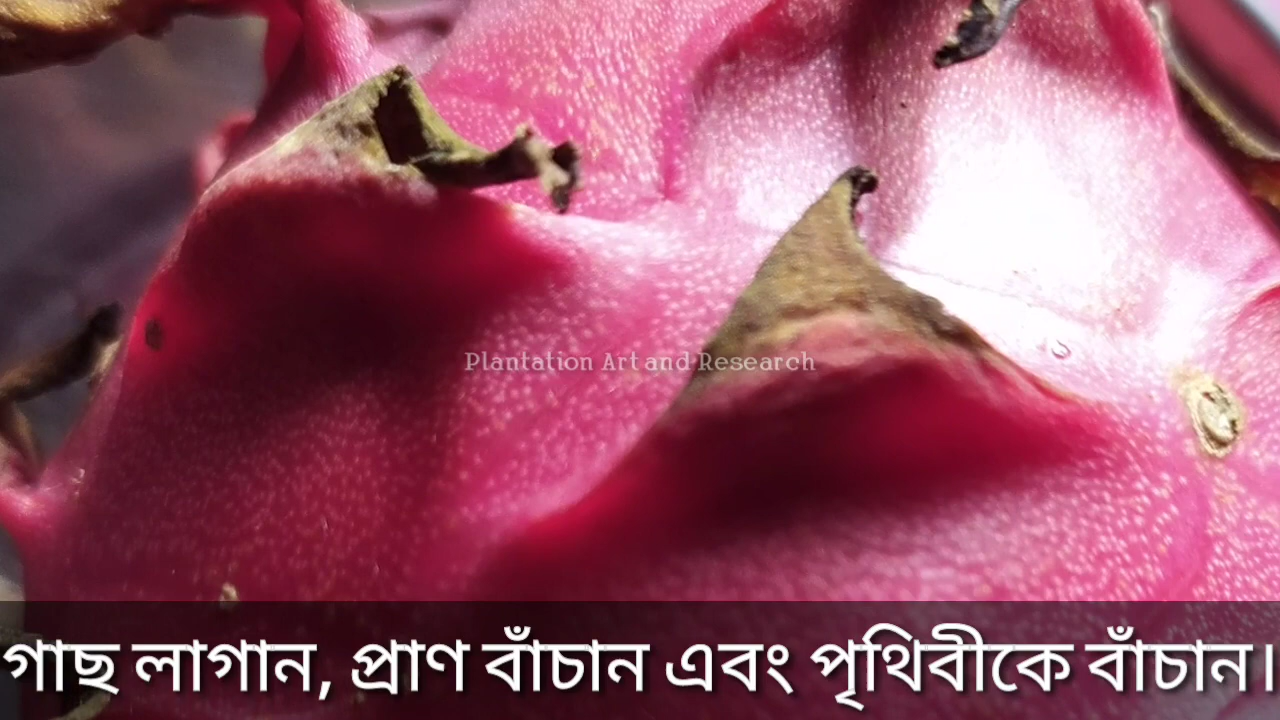 Plantation Art and Research
গাছ লাগান, প্রাণ বাঁচান এবং পৃথিবীকে বাঁচান।